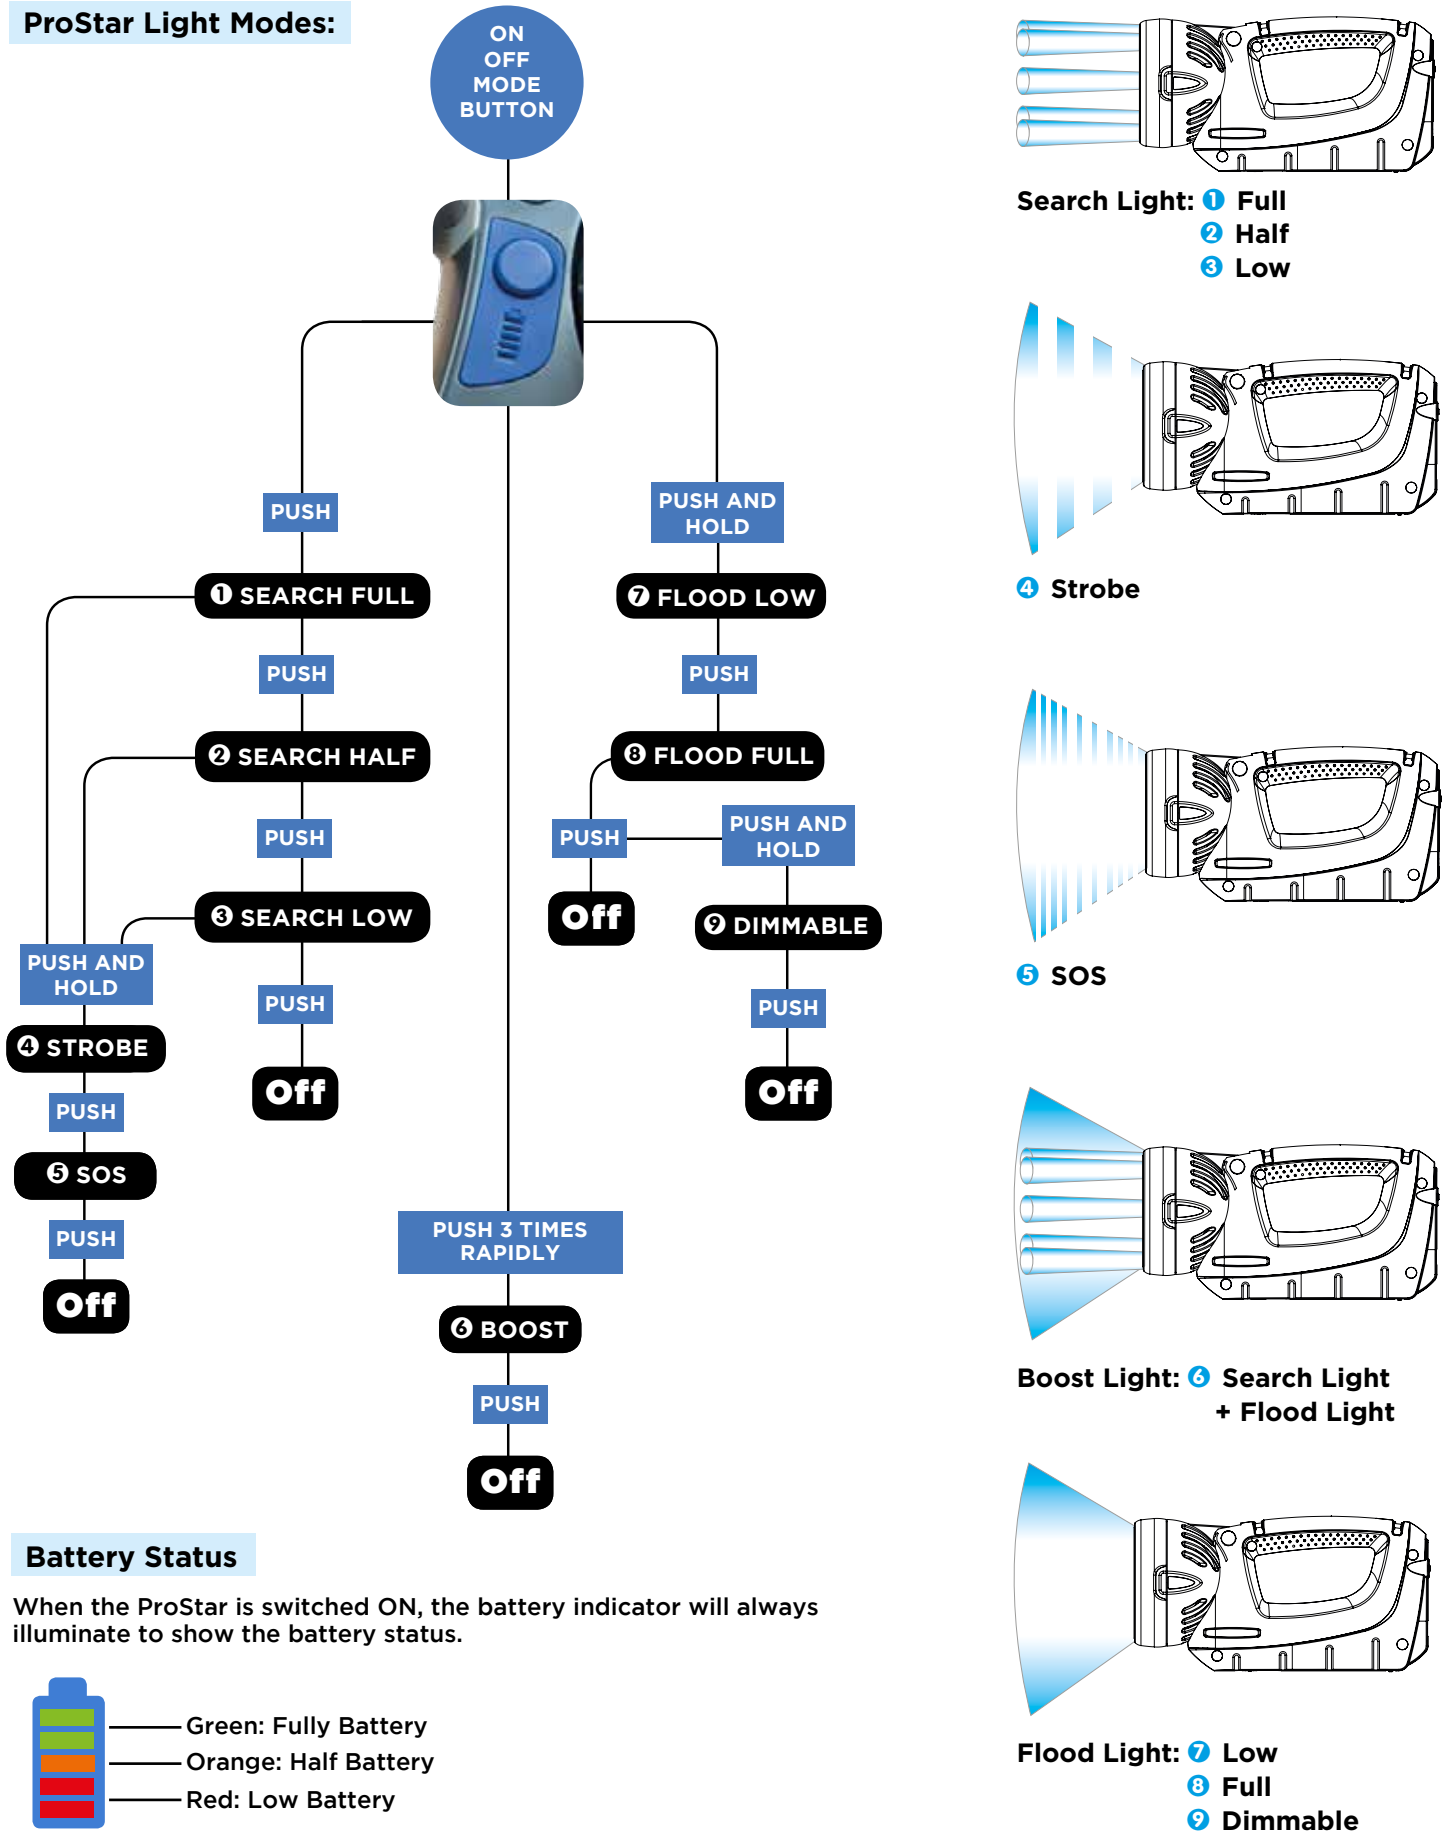 ProStar Light Modes:
ON
OFF
MODE
BUTTON
PUSH
❶ SEARCH FULL
PUSH
❷ SEARCH HALF
PUSH
❸ SEARCH LOW
PUSH
Off
PUSH AND
HOLD
❹ STROBE
PUSH
❺ SOS
PUSH
Off
PUSH 3 TIMES
RAPIDLY
❻ BOOST
PUSH
Off
PUSH AND
HOLD
❼ FLOOD LOW
PUSH
❽ FLOOD FULL
PUSH
Off
PUSH AND
HOLD
❾ DIMMABLE
PUSH
Off
Search Light: ❶ Full
❷ Half
❸ Low
❹ Strobe
❺ SOS
Boost Light: ❻ Search Light
+ Flood Light
Flood Light: ❼ Low
❽ Full
❾ Dimmable
Battery Status
When the ProStar is switched ON, the battery indicator will always
illuminate to show the battery status.
Green: Fully Battery
Orange: Half Battery
Red: Low Battery